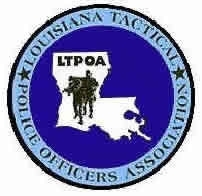 LOUISIANA TACTICAL
LTPOA
POLICE OFFICERS ASSOCIATION